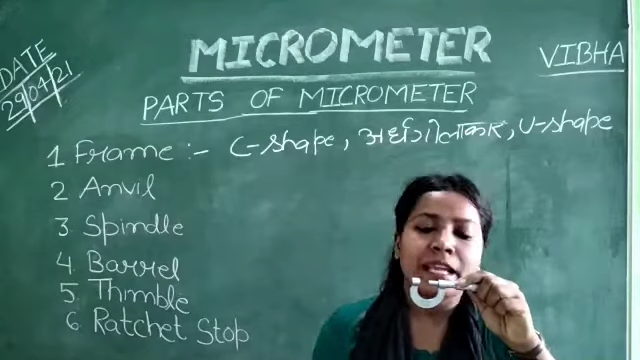 DATE
29/04/21
MICROMETER
VIBHA
PARTS OF MICROMETER
1 Frame :- C-shape, अर्धगोलाकार, U-shape
2 Anvil
3 Spindle
4 Barrel
5 Thimble
6. Ratchet Stop